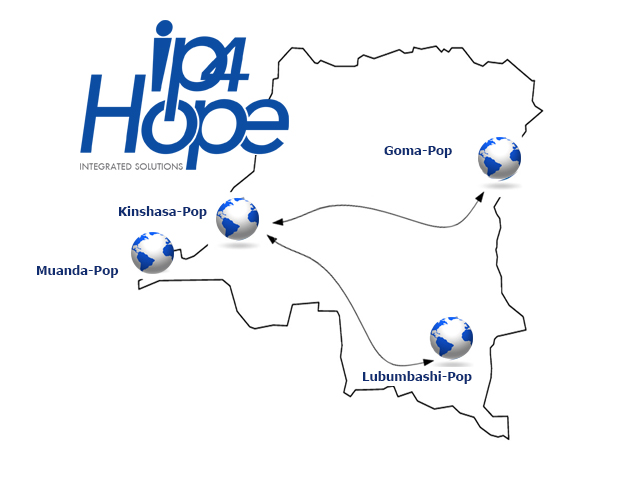 ip4
Hope
INTEGRATED SOLUTIONS
Goma-Pop
Kinshasa-Pop
Muanda-Pop
Lubumbashi-Pop